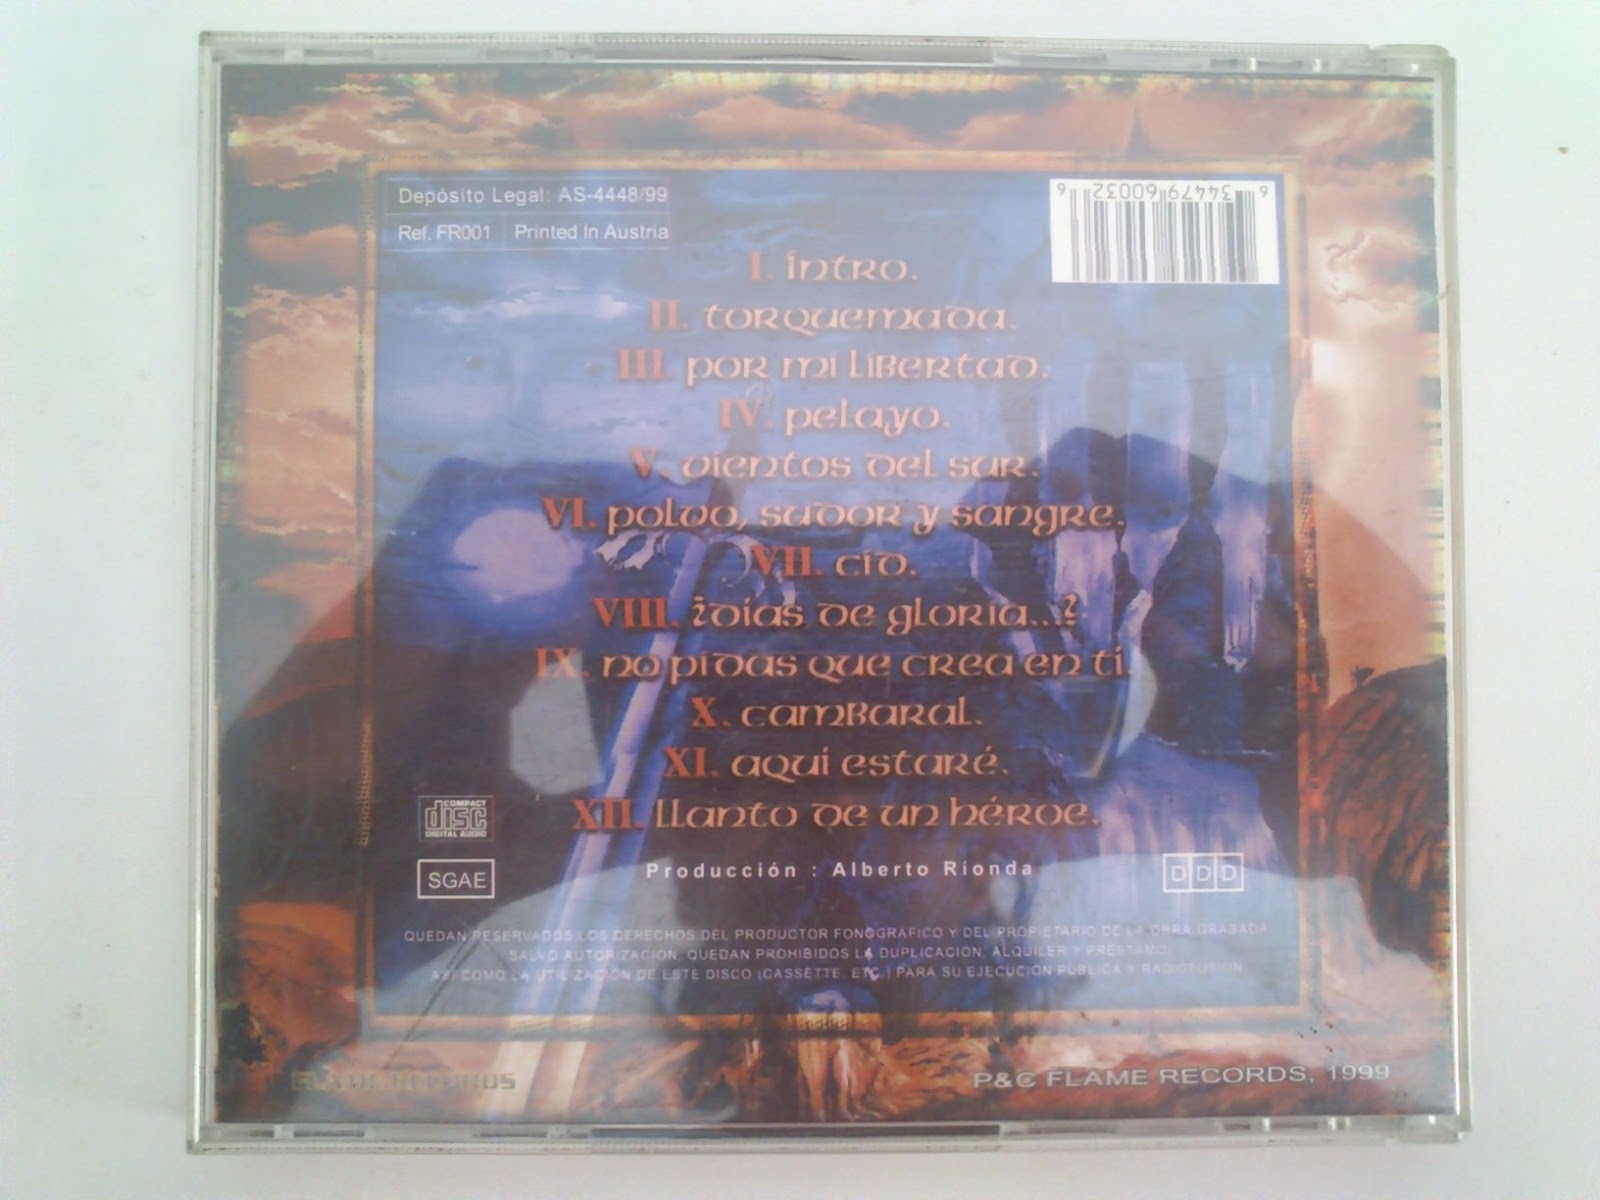 Depósito Legal: AS-4448/99
Ref. FR001 Printed In Austria
6 34479 60032 6
I. Intro.
II. torquemada.
III. por mi libertad.
IV. pelayo.
V. vientos del sur.
VI. polvo, sudor y sangre.
VII. cid.
VIII. ¿días de gloria...?
IX. no pidas que crea en ti.
X. cambaral.
XI. aquí estaré.
XII. llanto de un héroe.
COMPACT
disc
DIGITAL AUDIO
SGAE
Producción : Alberto Rionda
DDD
QUEDAN RESERVADOS LOS DERECHOS DEL PRODUCTOR FONOGRAFICO Y DEL PROPIETARIO DE LA OBRA GRABADA
SALVO AUTORIZACIÓN, QUEDAN PROHIBIDOS LA DUPLICACION, ALQUILER Y PRESTAMO,
ASI COMO LA UTILIZACIÓN DE ESTE DISCO (CASSETTE, ETC.) PARA SU EJECUCION PUBLICA Y RADIOFUSION.
FLAME RECORDS
P&C FLAME RECORDS, 1999